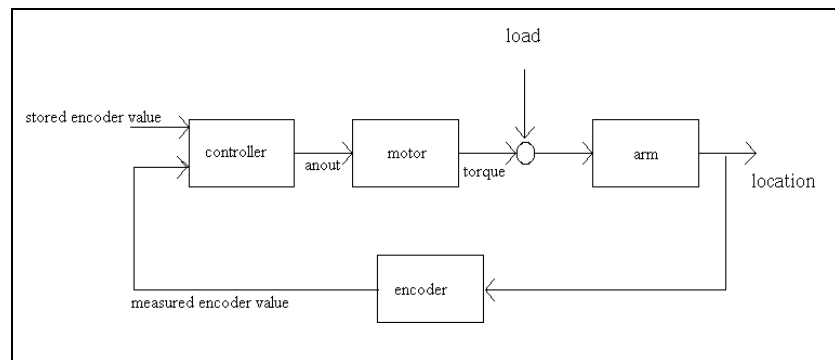 load
stored encoder value
controller
anout
motor
torque
arm
location
encoder
measured encoder value